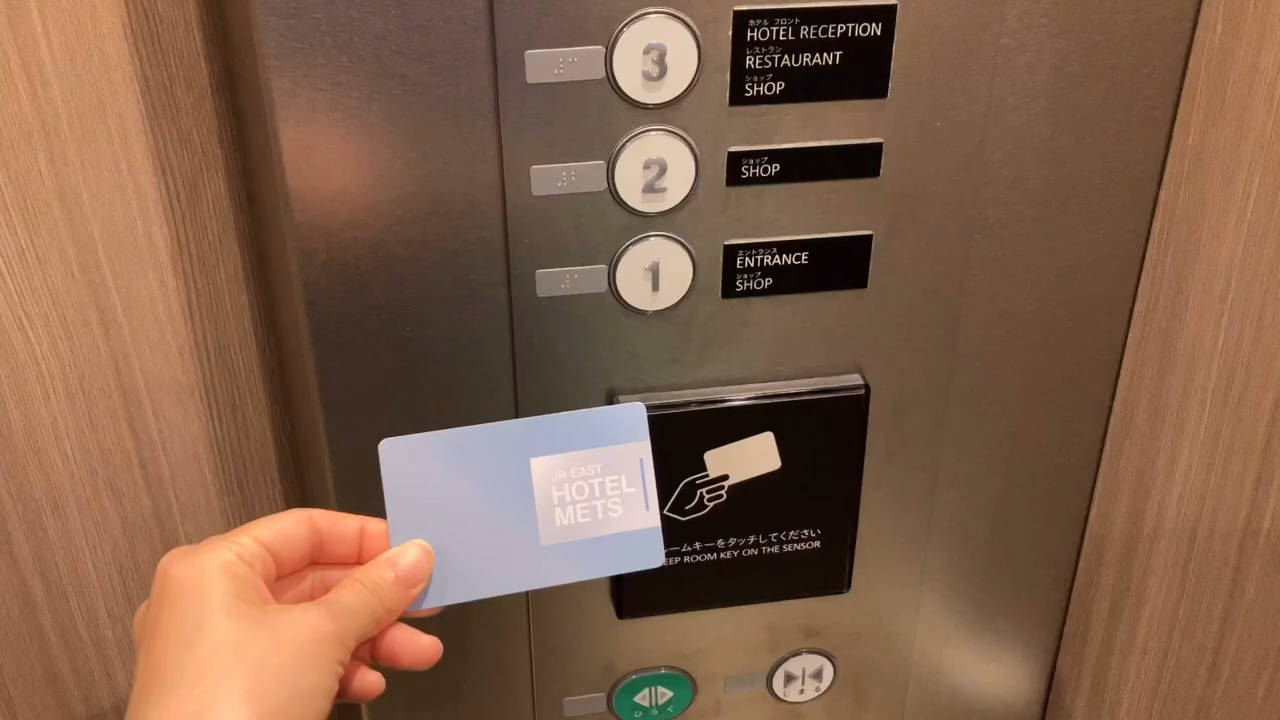 3
ホテル フロント
HOTEL RECEPTION
レストラン
RESTAURANT
ショップ
SHOP
2
ショップ
SHOP
1
エントランス
ENTRANCE
ショップ
SHOP
JR-EAST
HOTEL
METS
ームキーをタッチしてください
EEP ROOM KEY ON THE SENSOR